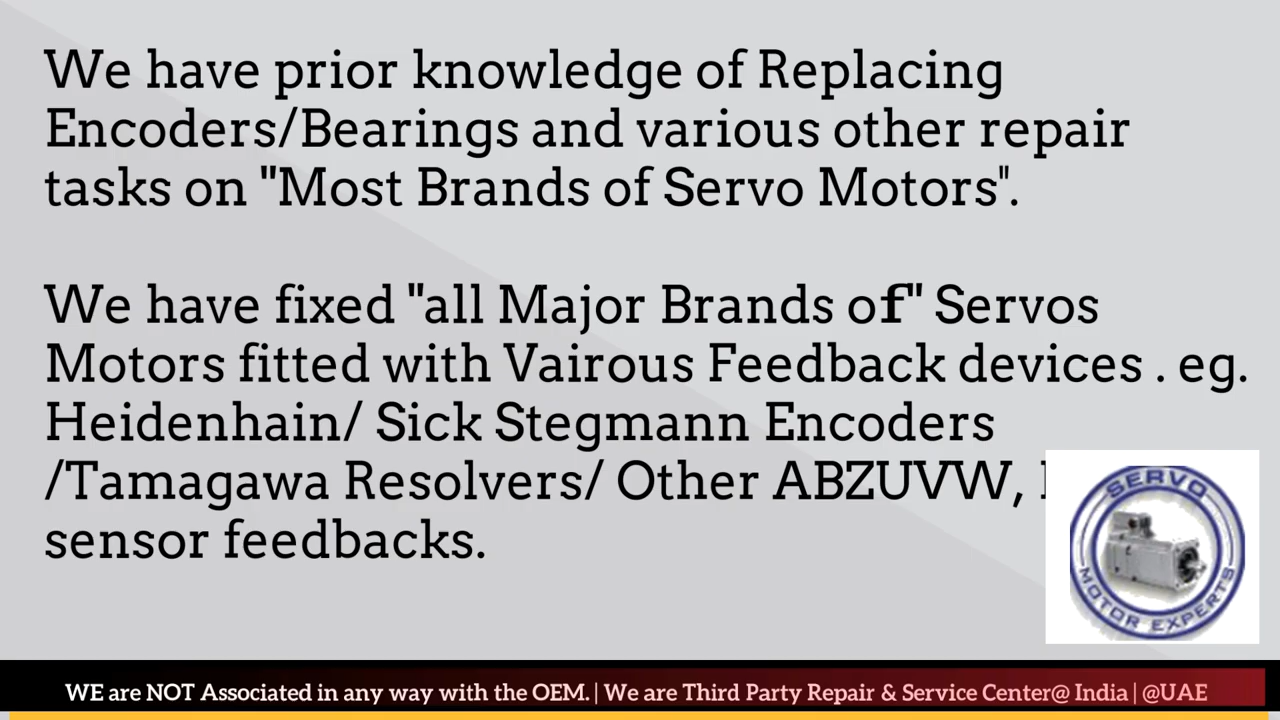 We have prior knowledge of Replacing
Encoders/Bearings and various other repair
tasks on "Most Brands of Servo Motors".
We have fixed "all Major Brands of" Servos
Motors fitted with Vairous Feedback devices . eg.
Heidenhain/ Sick Stegmann Encoders
/Tamagawa Resolvers/ Other ABZUVW,
sensor feedbacks.
SERVO
MOTOR EXPERTS
WE are NOT Associated in any way with the OEM. | We are Third Party Repair & Service Center@ India | @UAE